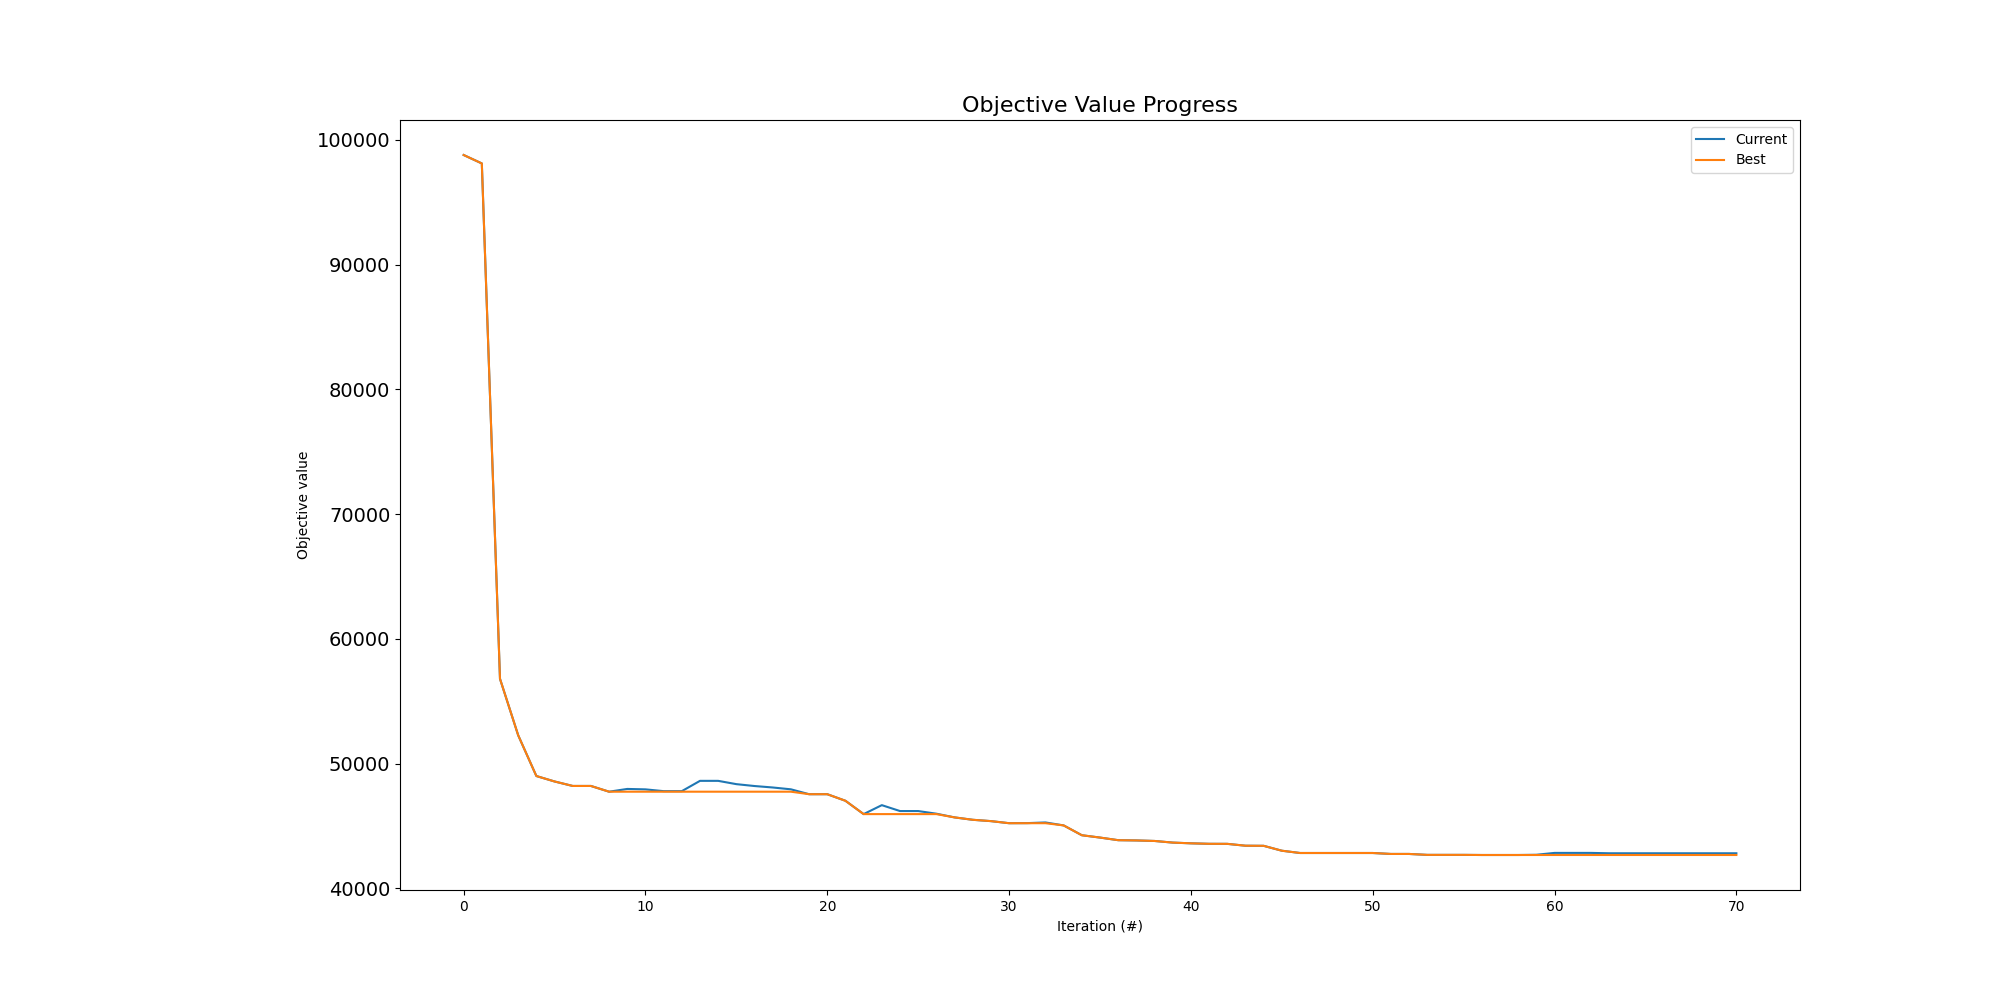 Objective Value Progress
Current
Best
100000
90000
80000
70000
60000
50000
40000
Objective value
0 10 20 30 40 50 60 70
Iteration (#)